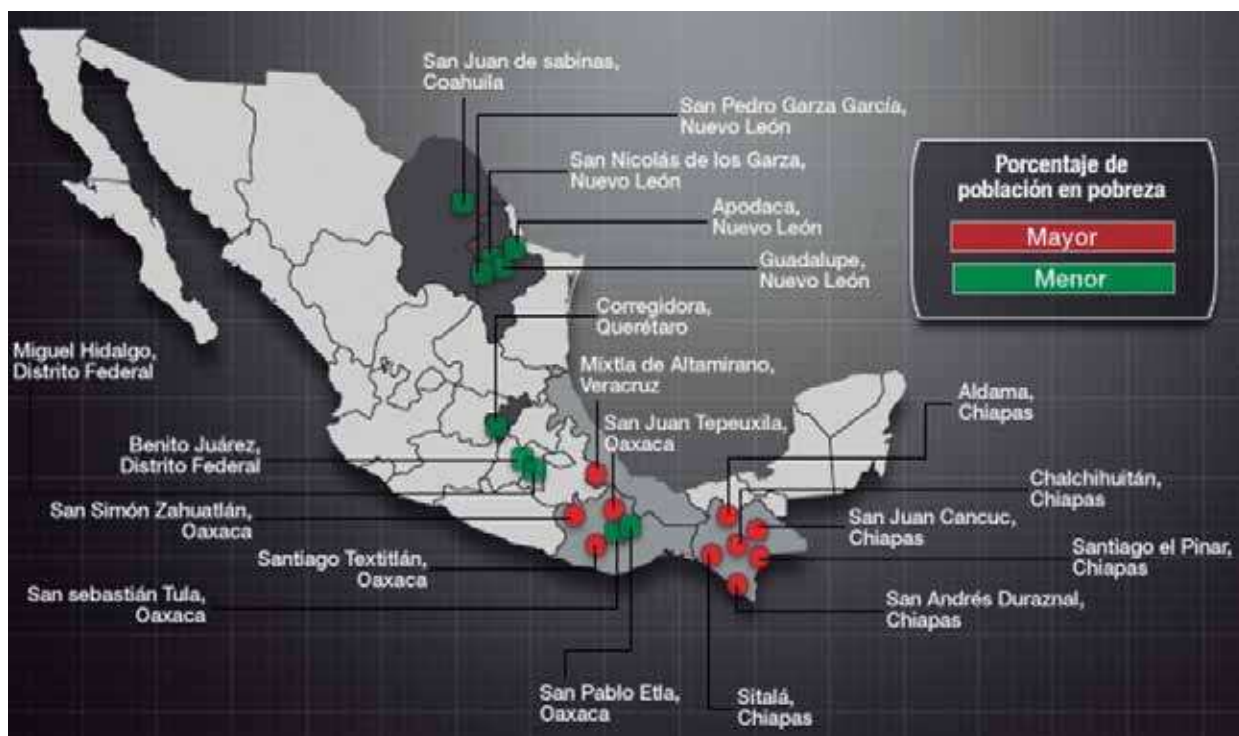 San Juan de sabinas,
Coahuila
San Pedro Garza García,
Nuevo León
San Nicolás de los Garza,
Nuevo León
Apodaca,
Nuevo León
Guadalupe,
Nuevo León
Porcentaje de
población en pobreza
Mayor
Menor
Corregidora,
Querétaro
Miguel Hidalgo,
Distrito Federal
Mixtla de Altamirano,
Veracruz
San Juan Tepeuxila,
Oaxaca
Aldama,
Chiapas
Benito Juárez,
Distrito Federal
Chalchihuitán,
Chiapas
San Simón Zahuatlán,
Oaxaca
San Juan Cancuc,
Chiapas
Santiago el Pinar,
Chiapas
Santiago Textitlán,
Oaxaca
San sebastián Tula,
Oaxaca
San Andrés Duraznal,
Chiapas
San Pablo Etla,
Oaxaca
Sitalá,
Chiapas